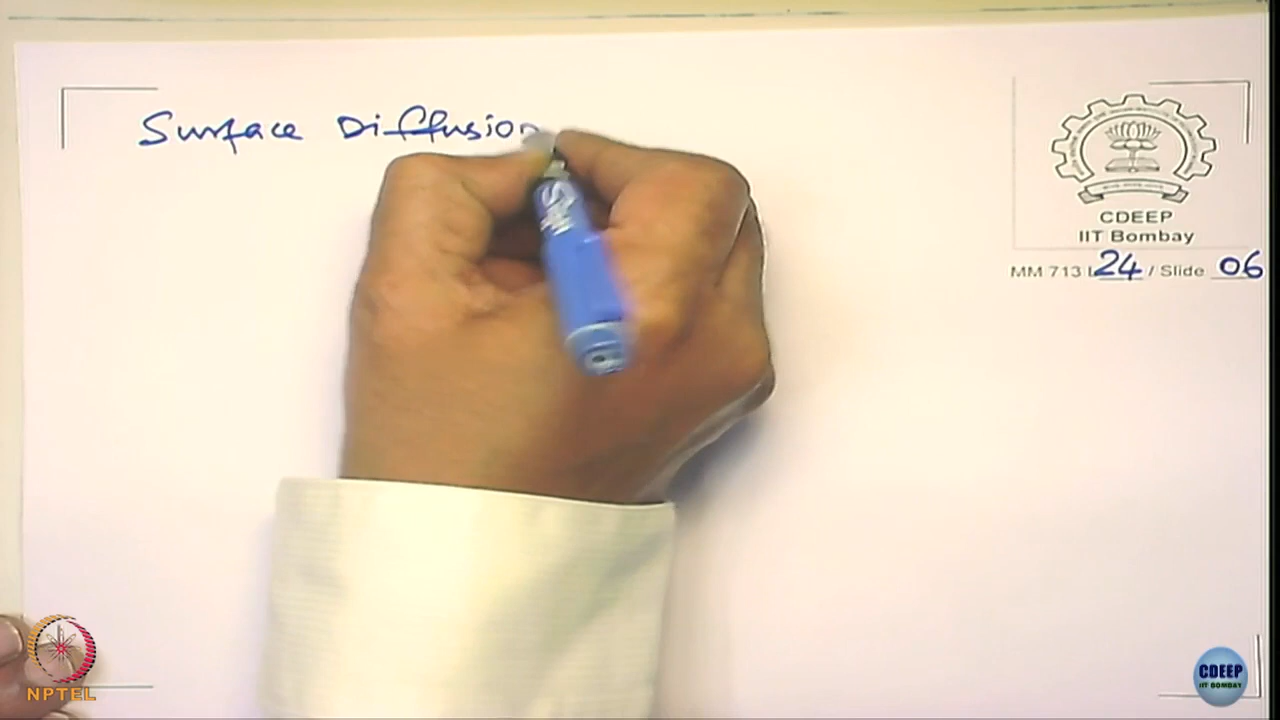 Surface Diffusion
CDEEP
IIT Bombay
MM 713 L 24 / Slide 06
NPTEL
CDEEP
IIT BOMBAY